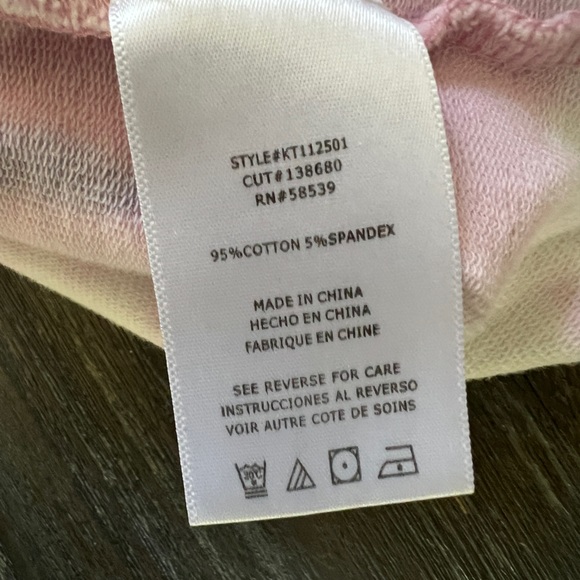 STYLE#KT112501
CUT#138680
RN#58539
95%COTTON 5%SPANDEX
MADE IN CHINA
HECHO EN CHINA
FABRIQUE EN CHINE
SEE REVERSE FOR CARE
INSTRUCCIONES AL REVERSO
VOIR AUTRE COTE DE SOINS
30°C